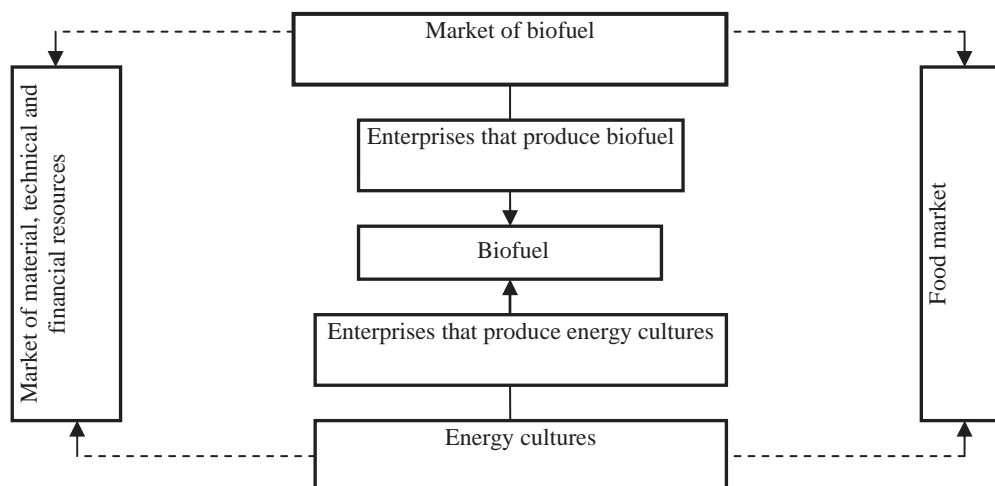 Market of biofuel
Market of material, technical and
financial resources
Enterprises that produce biofuel
Biofuel
Food market
Enterprises that produce energy cultures
Energy cultures